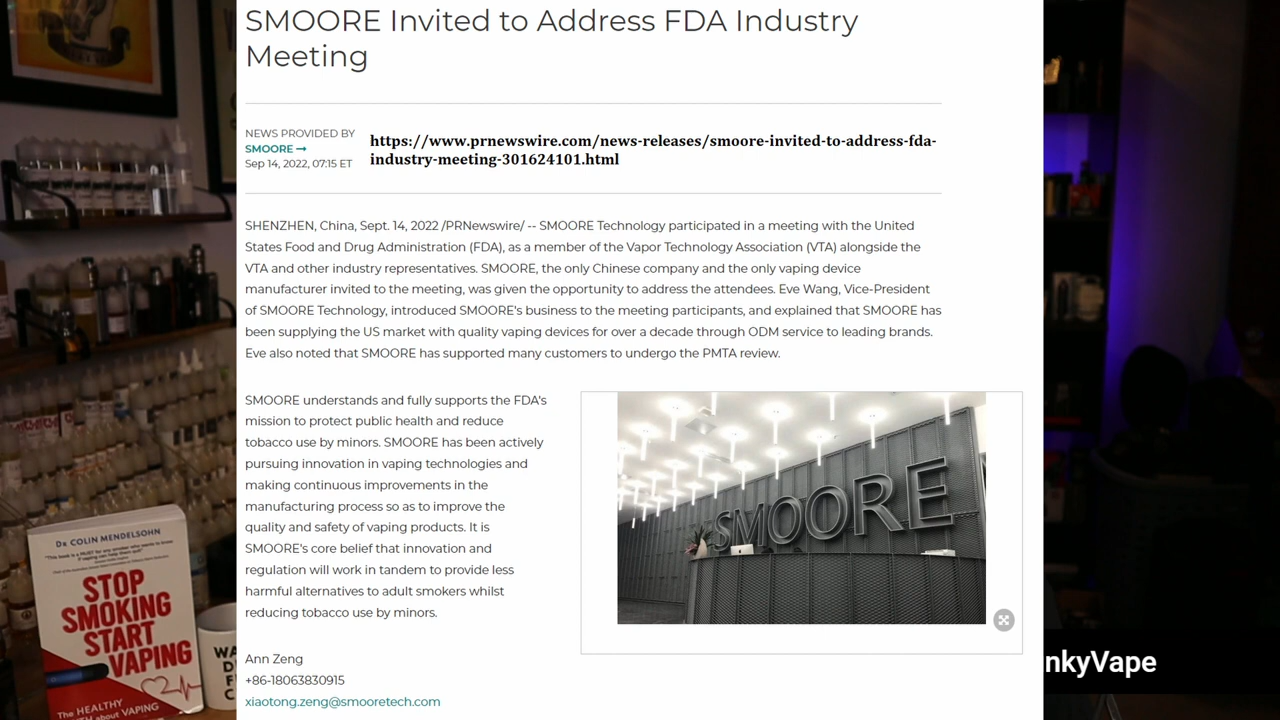 SMOORE Invited to Address FDA Industry
Meeting
NEWS PROVIDED BY
SMOORE →
Sep 14, 2022, 07:15 ET
https://www.prnewswire.com/news-releases/smoore-invited-to-address-fda-
industry-meeting-301624101.html
SHENZHEN, China, Sept. 14, 2022 /PRNewswire/ -- SMOORE Technology participated in a meeting with the United
States Food and Drug Administration (FDA), as a member of the Vapor Technology Association (VTA) alongside the
VTA and other industry representatives. SMOORE, the only Chinese company and the only vaping device
manufacturer invited to the meeting, was given the opportunity to address the attendees. Eve Wang, Vice-President
of SMOORE Technology, introduced SMOORE's business to the meeting participants, and explained that SMOORE has
been supplying the US market with quality vaping devices for over a decade through ODM service to leading brands.
Eve also noted that SMOORE has supported many customers to undergo the PMTA review.
SMOORE understands and fully supports the FDA's
mission to protect public health and reduce
tobacco use by minors. SMOORE has been actively
pursuing innovation in vaping technologies and
making continuous improvements in the
manufacturing process so as to improve the
quality and safety of vaping products. It is
SMOORE's core belief that innovation and
regulation will work in tandem to provide less
harmful alternatives to adult smokers whilst
reducing tobacco use by minors.
SMOORE
Ann Zeng
+86-18063830915
xiaotong.zeng@smooretech.com
DR COLIN MENDELSOHN
STOP
SMOKING
START
VAPING
The HEALTHY
about VAPING
WA
D
F
C
nkyVape